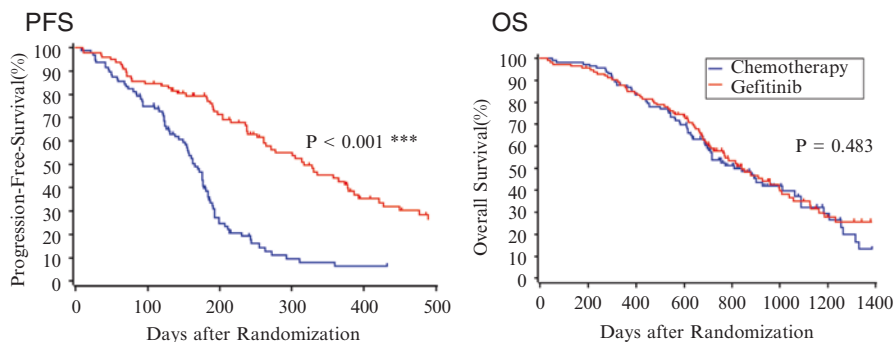 PFS
Progression-Free-Survival(%)
100
90
80
70
60
50
40
30
20
10
0
P < 0.001 ***
0 100 200 300 400 500
Days after Randomization
OS
Overall Survival(%)
100
90
80
70
60
50
40
30
20
10
0
Chemotherapy
Gefitinib
P = 0.483
0 200 400 600 800 1000 1200 1400
Days after Randomization